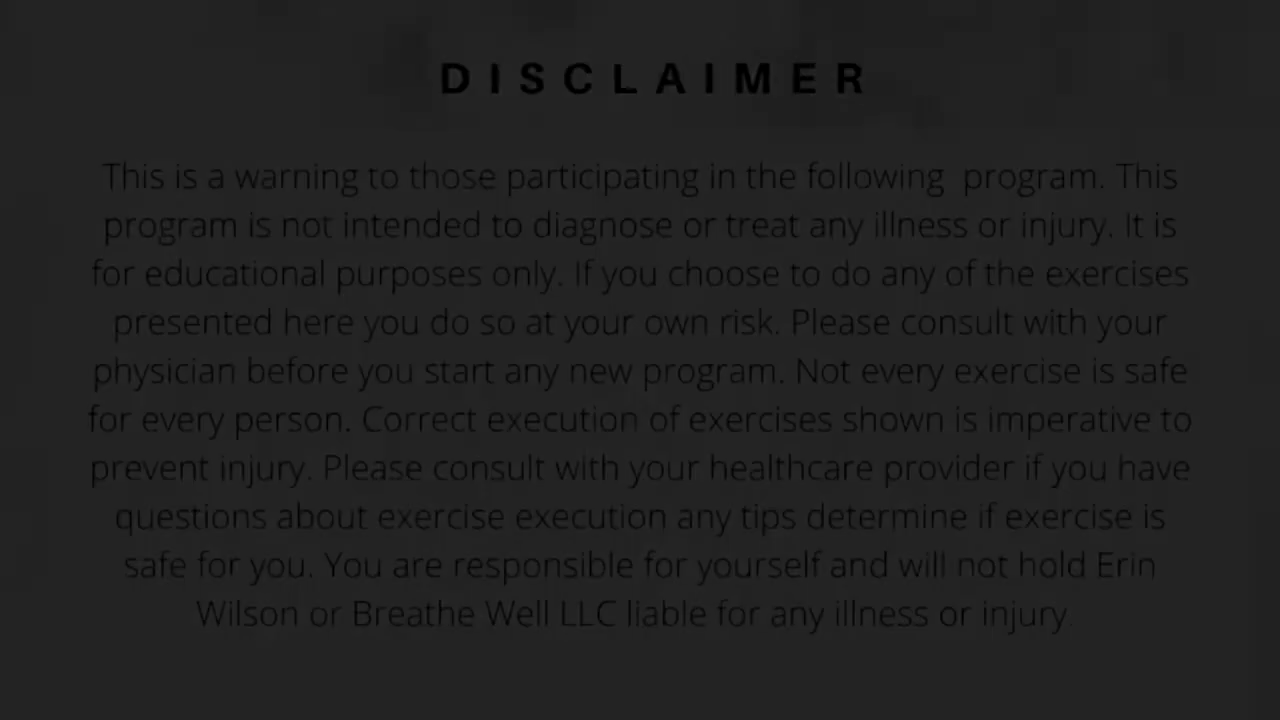 DISCLAIMER
This is a warning to those participating in the following program. This
program is not intended to diagnose or treat any illness or injury. It is
for educational purposes only. If you choose to do any of the exercises
presented here you do so at your own risk. Please consult with your
physician before you start any new program. Not every exercise is safe
for every person. Correct execution of exercises shown is imperative to
prevent injury. Please consult with your healthcare provider if you have
questions about exercise execution any tips determine if exercise is
safe for you. You are responsible for yourself and will not hold Erin
Wilson or Breathe Well LLC liable for any illness or injury.